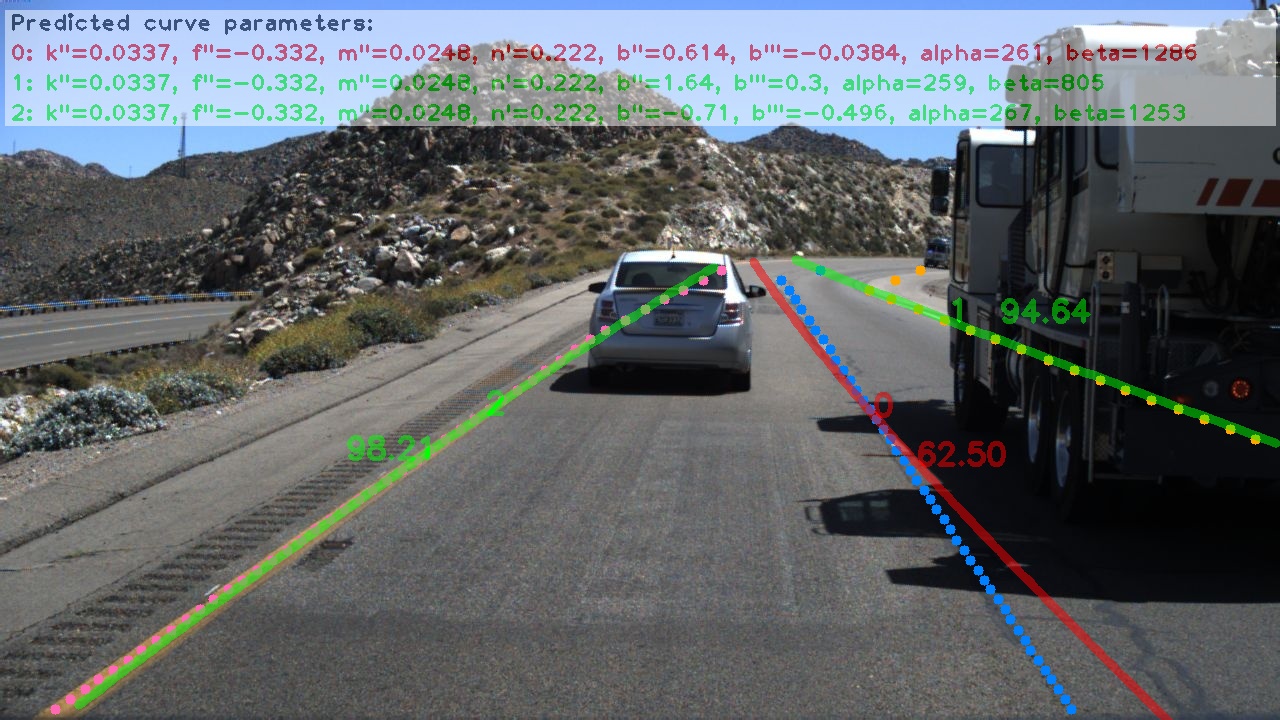 Predicted curve parameters:
0: k''=0.0337, f''=-0.332, m''=0.0248, n'=0.222, b''=0.614, b'''=-0.0384, alpha=261, beta=1286
1: k''=0.0337, f''=-0.332, m''=0.0248, n'=0.222, b''=1.64, b'''=0.3, alpha=259, beta=805
2: k''=0.0337, f''=-0.332, m''=0.0248, n'=0.222, b''=-0.71, b'''=-0.496, alpha=267, beta=1253
1 94.64
2
0
98.21
62.50